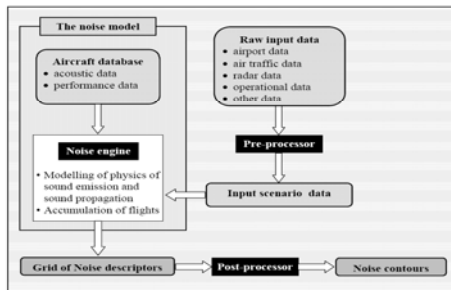 The noise model
Aircraft database
• acoustic data
• performance data
Noise engine
• Modelling of physics of
sound emission and
sound propagation
• Accumulation of flights
Raw input data
• airport data
• air traffic data
• radar data
• operational data
• other data
Pre-processor
Input scenario data
Grid of Noise descriptors
Post-processor
Noise contours